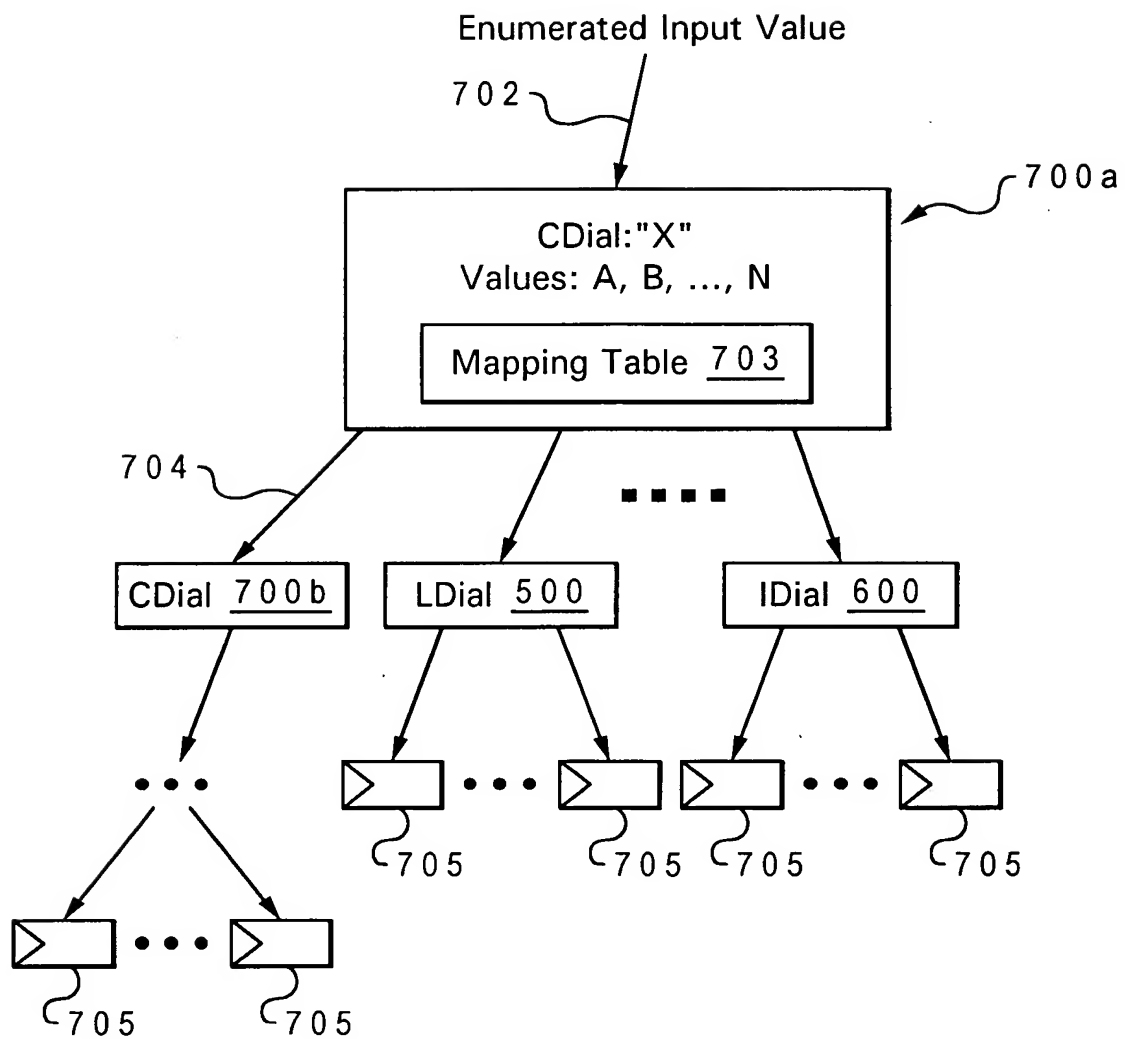 Enumerated Input Value
702
700a
CDial:"X"
Values: A, B, ..., N
Mapping Table 703
704
CDial 700b
LDial 500
IDial 600
705
705
705
705
705
705